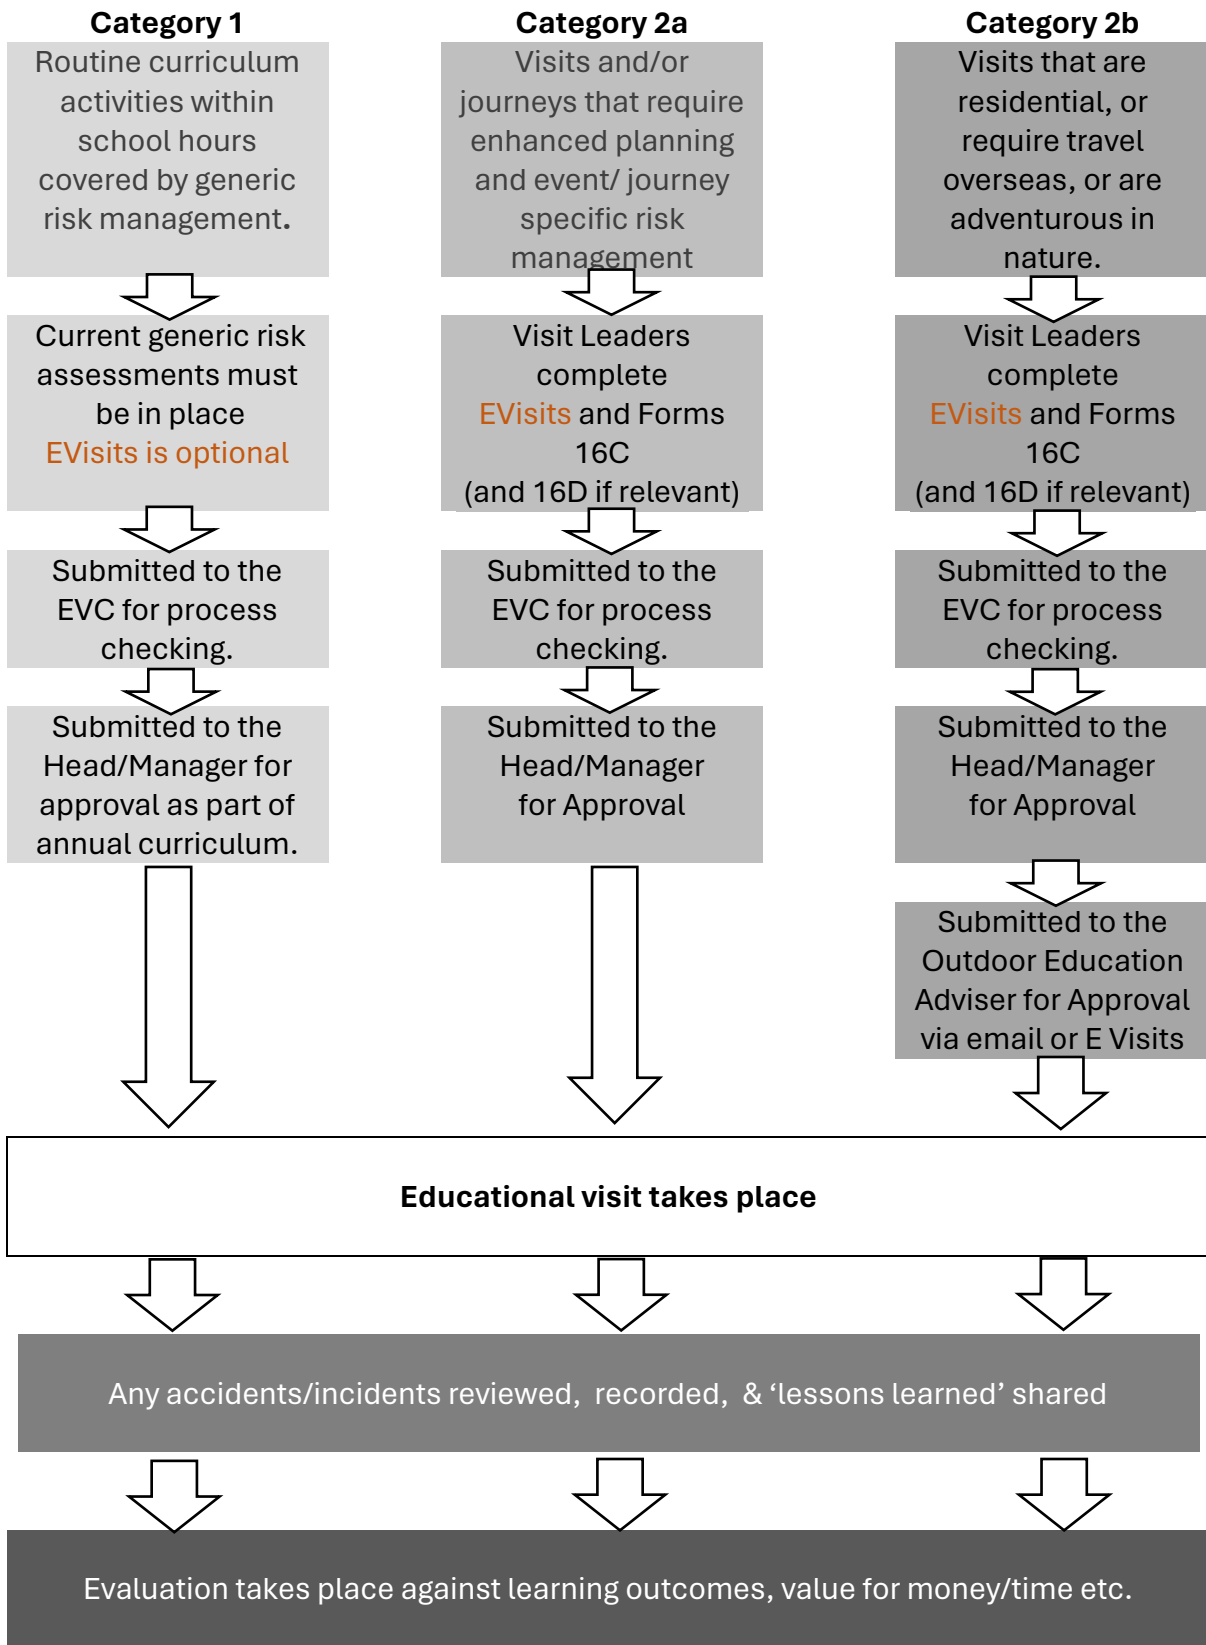 Category 1
Routine curriculum
activities within
school hours
covered by generic
risk management.
Current generic risk
assessments must
be in place
EVisits is optional
Submitted to the
EVC for process
checking.
Submitted to the
Head/Manager for
approval as part of
annual curriculum.
Category 2a
Visits and/or
journeys that require
enhanced planning
and event/ journey
specific risk
management
Visit Leaders
complete
EVisits and Forms
16C
(and 16D if relevant)
Submitted to the
EVC for process
checking.
Submitted to the
Head/Manager
for Approval
Category 2b
Visits that are
residential, or
require travel
overseas, or are
adventurous in
nature.
Visit Leaders
complete
EVisits and Forms
16C
(and 16D if relevant)
Submitted to the
EVC for process
checking.
Submitted to the
Head/Manager
for Approval
Submitted to the
Outdoor Education
Adviser for Approval
via email or E Visits
Educational visit takes place
Any accidents/incidents reviewed, recorded, & ‘lessons learned’ shared
Evaluation takes place against learning outcomes, value for money/time etc.